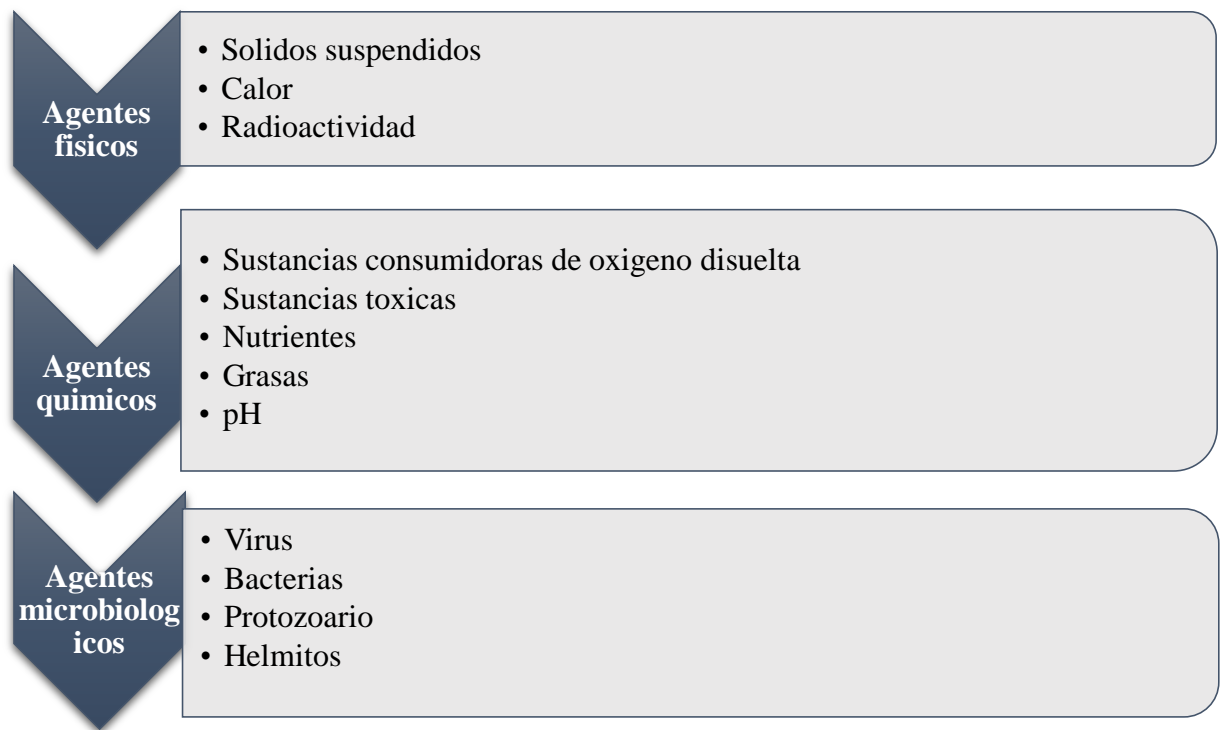 Agentes
fisicos
• Solidos suspendidos
• Calor
• Radioactividad
Agentes
quimicos
• Sustancias consumidoras de oxigeno disuelta
• Sustancias toxicas
• Nutrientes
• Grasas
• pH
Agentes
microbiolog
icos
• Virus
• Bacterias
• Protozoario
• Helmitos